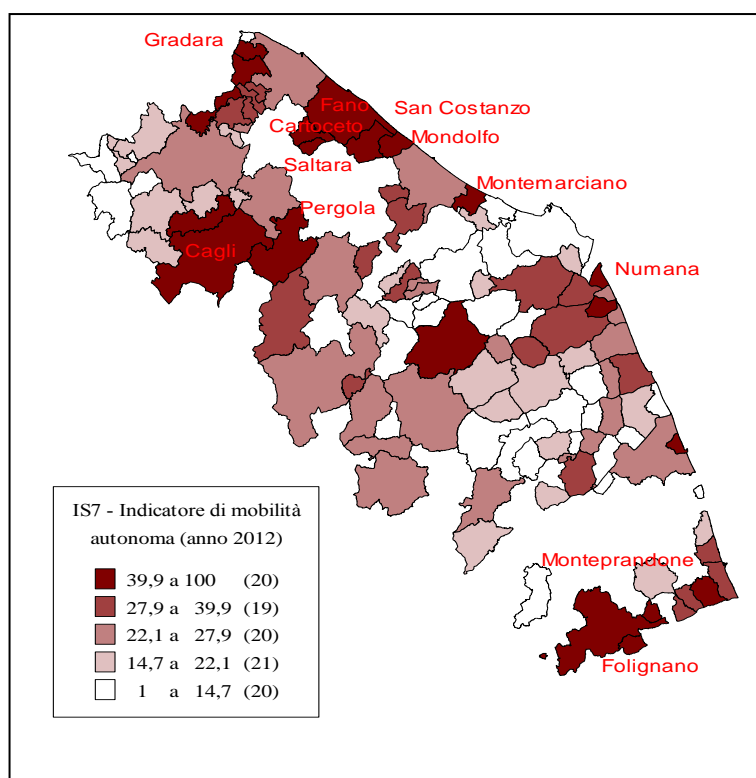 Gradara
Fano
San Costanzo
Cartoceto
Mondolfo
Saltara
Montemarciano
Pergola
Cagli
Numana
IS7 - Indicatore di mobilità
autonoma (anno 2012)
39,9 a 100 (20)
27,9 a 39,9 (19)
22,1 a 27,9 (20)
14,7 a 22,1 (21)
1 a 14,7 (20)
Monteprandone
Folignano